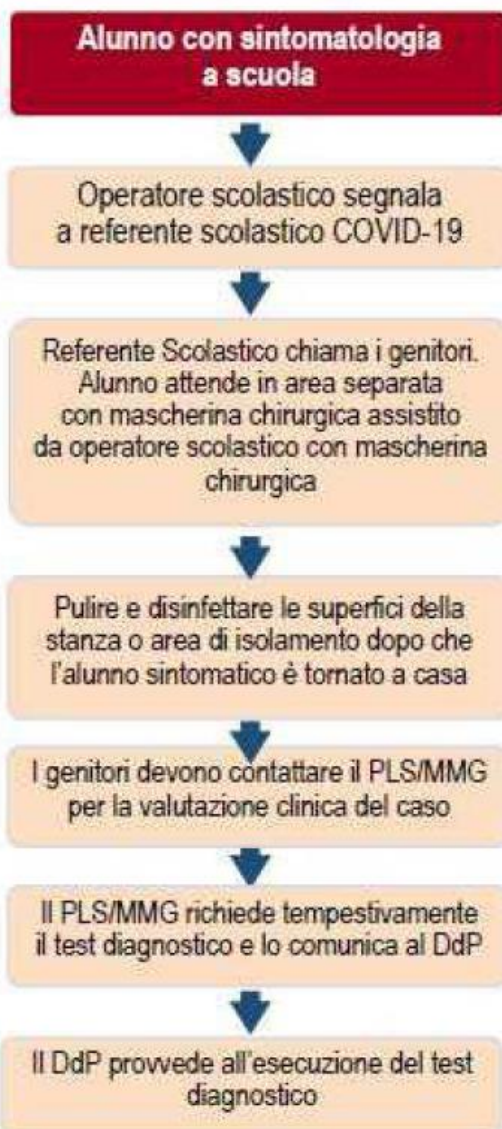 Alunno con sintomatologia
a scuola
Operatore scolastico segnala
a referente scolastico COVID-19
Referente Scolastico chiama i genitori.
Alunno attende in area separata
con mascherina chirurgica assistito
da operatore scolastico con mascherina
chirurgica
Pulire e disinfettare le superfici della
stanza o area di isolamento dopo che
l'alunno sintomatico è tornato a casa
I genitori devono contattare il PLS/MMG
per la valutazione clinica del caso
Il PLS/MMG richiede tempestivamente
il test diagnostico e lo comunica al DdP
Il DdP provvede all'esecuzione del test
diagnostico